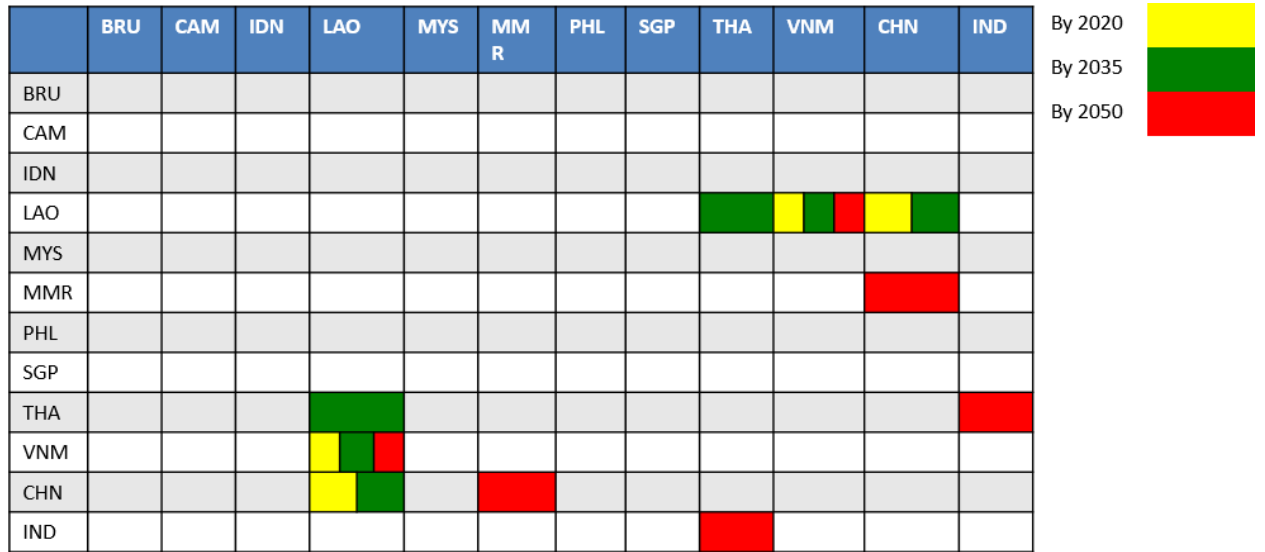 BRU CAM IDN LAO MYS MM PHL SGP THA VNM CHN IND
R
By 2020
By 2035
By 2050
BRU
CAM
IDN
LAO
MYS
MMR
PHL
SGP
THA
VNM
CHN
IND